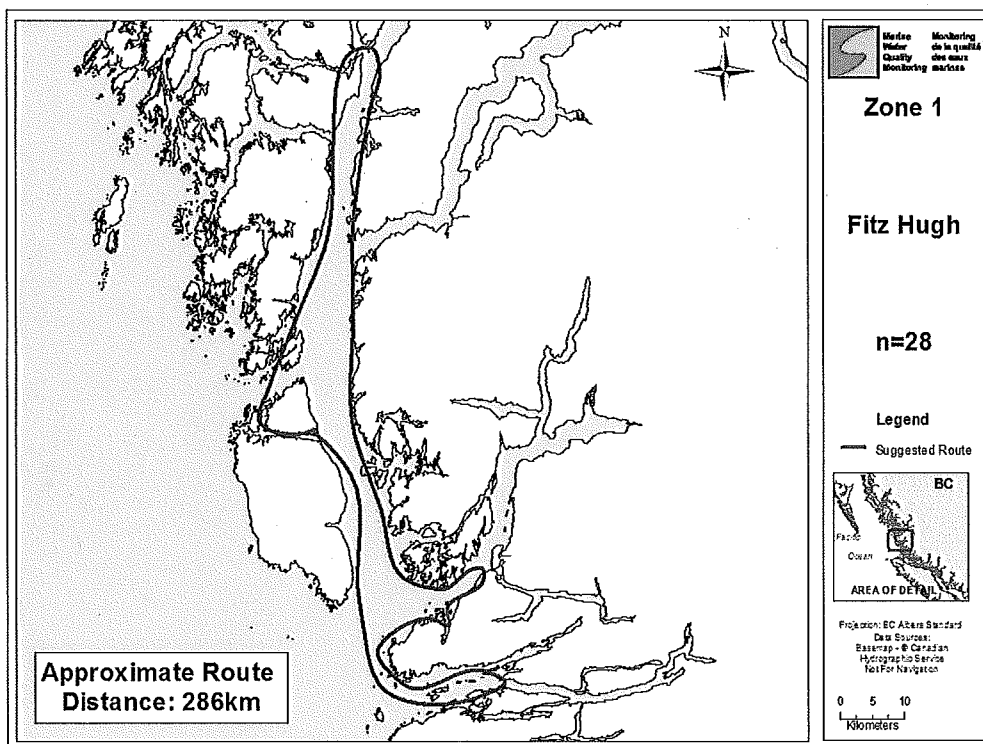 N
Approximate Route
Distance: 286km
Marine Monitoring
Water de la qualité
Quality des eaux
Monitoring marines
Zone 1
Fitz Hugh
n=28
Legend
Suggested Route
BC
Pacific
Ocean
AREA OF DETAIL
Projection: BC Albers Standard
Data Sources:
Basemap - © Canadian
Hydrographic Service
Not For Navigation
0 5 10
Kilometers